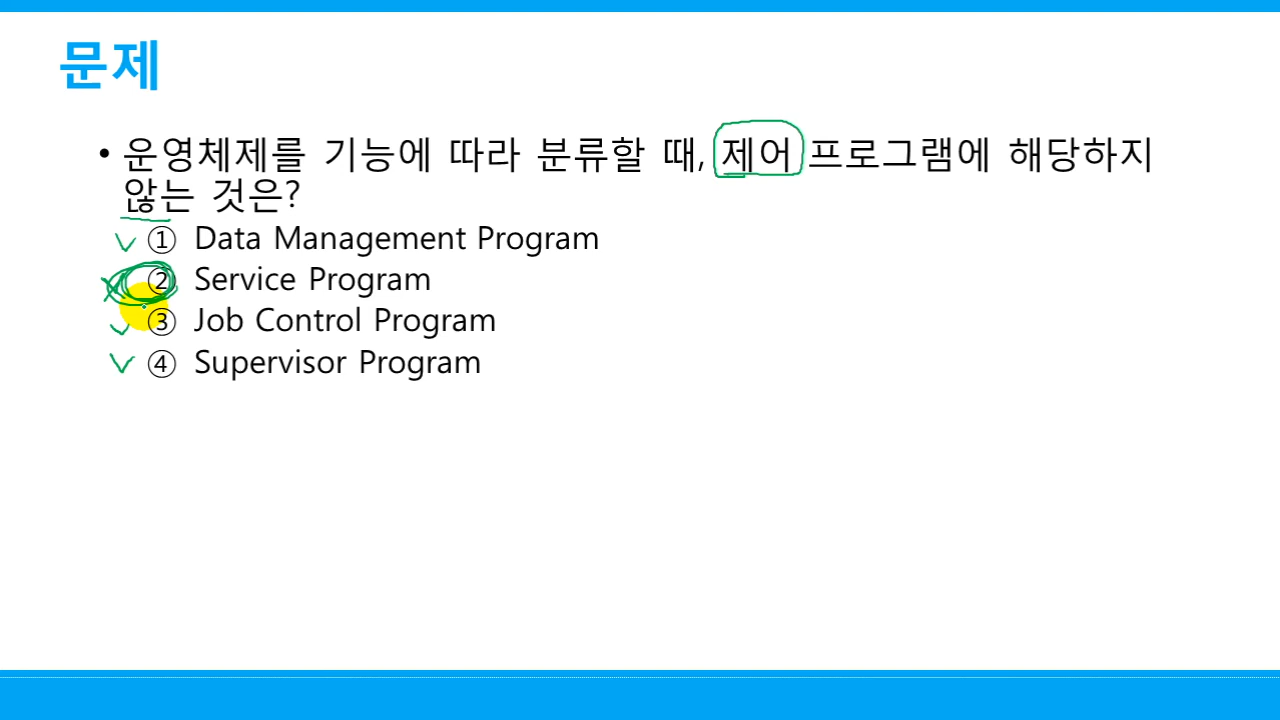 문제
• 운영체제를 기능에 따라 분류할 때, 제어 프로그램에 해당하지
않는 것은?
① Data Management Program
② Service Program
③ Job Control Program
④ Supervisor Program